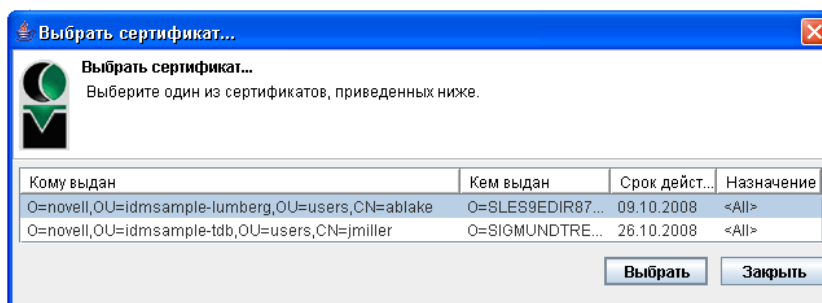 Выбрать сертификат...
Выбрать сертификат...
Выберите один из сертификатов, приведенных ниже.
Кому выдан Кем выдан Срок дейст... Назначение
O=novell,OU=idmsample-lumberg,OU=users,CN=ablake O=SLES9EDIR87... 09.10.2008 <All>
O=novell,OU=idmsample-tdb,OU=users,CN=jmiller O=SIGMUNDTRE... 26.10.2008 <All>
Выбрать Закрыть